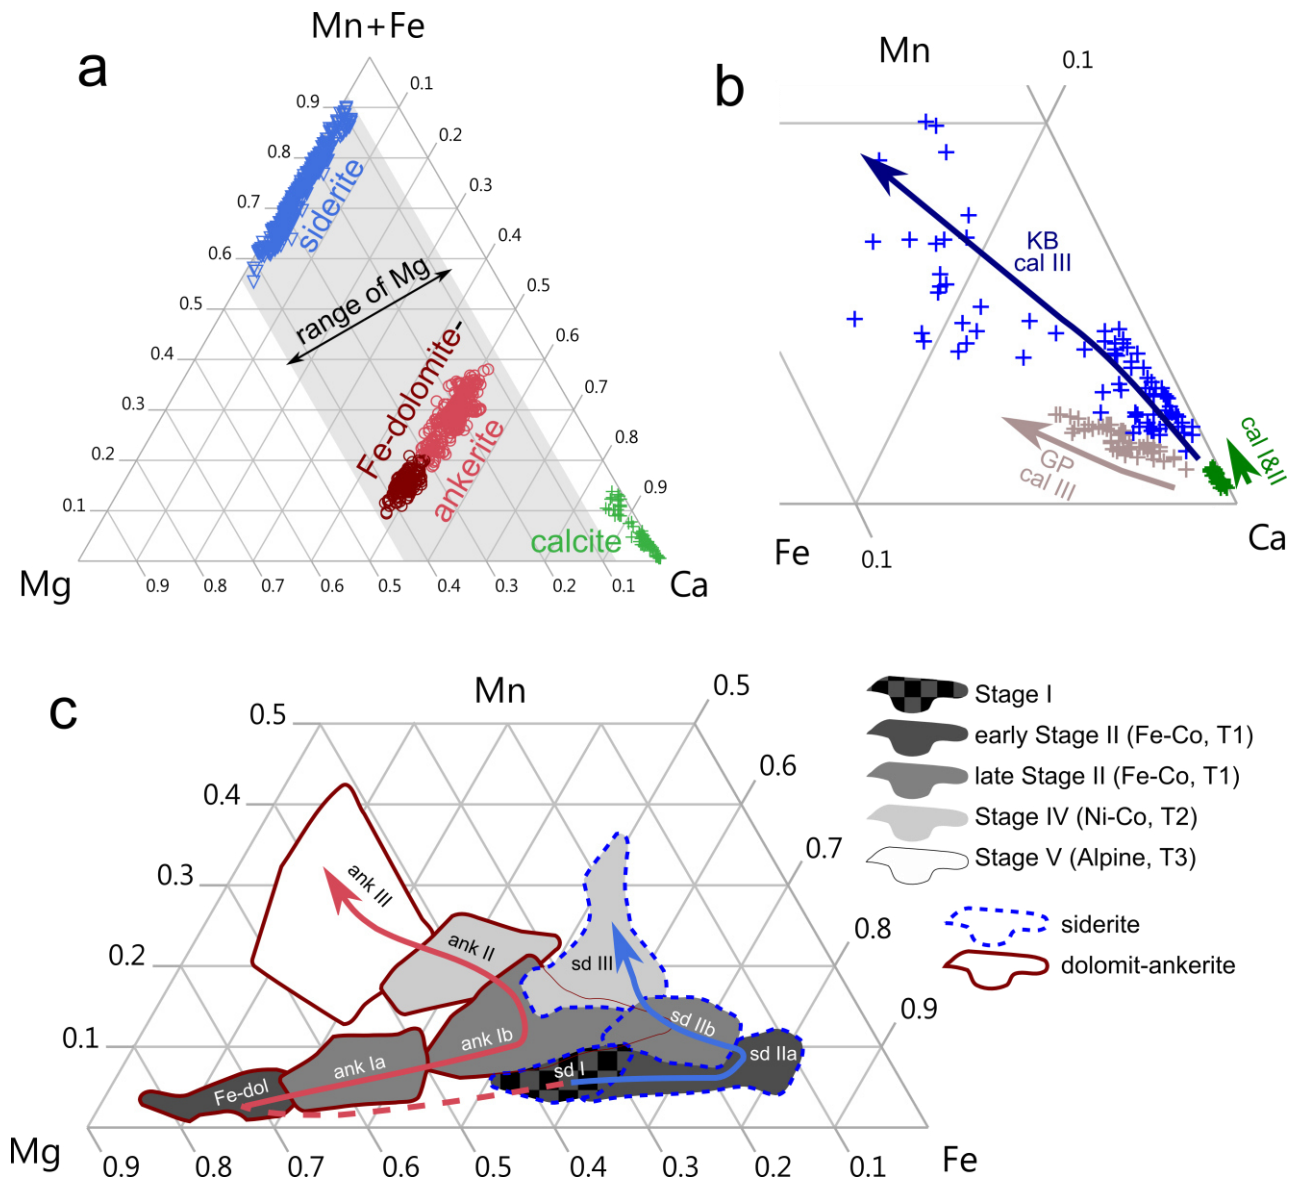 a
Mn+Fe
0.1
0.9
0.2
0.8
siderite
0.3
0.7
0.4
0.6
range of Mg
0.5
0.5
0.6
0.4
Fe-dolomite-
ankerite
0.7
0.3
0.8
0.2
0.9
0.1
calcite
Mg
0.9
0.8
0.7
0.6
0.5
0.4
0.3
0.2
0.1
Ca
b
Mn
0.1
KB
cal III
GP
cal III
cal I&II
Fe
0.1
Ca
c
Mn
0.5
0.5
0.6
0.4
0.7
0.3
0.8
0.2
0.9
0.1
ank III
ank II
sd III
ank Ib
sd IIb
ank Ia
sd I
sd IIa
Fe-dol
Mg
0.9
0.8
0.7
0.6
0.5
0.4
0.3
0.2
0.1
Fe
Stage I
early Stage II (Fe-Co, T1)
late Stage II (Fe-Co, T1)
Stage IV (Ni-Co, T2)
Stage V (Alpine, T3)
siderite
dolomit-ankerite